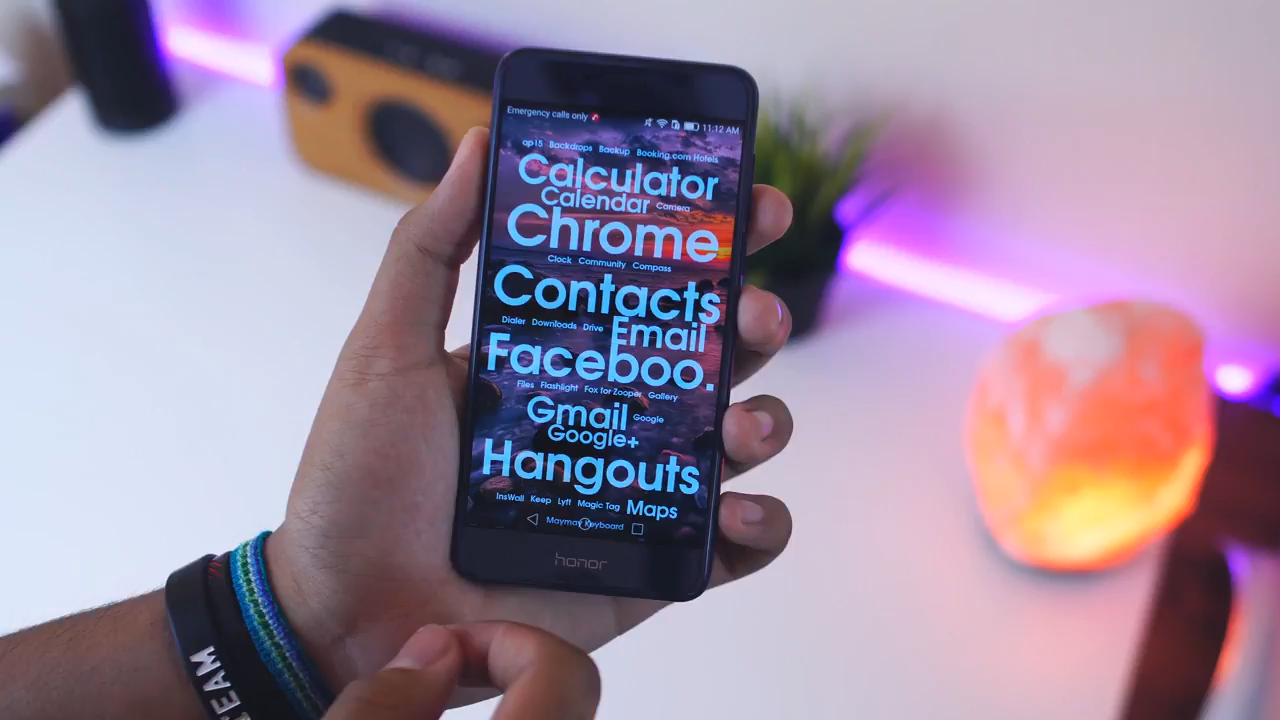 Emergency calls only 11:12 AM
ap15 Backdrops Backup Booking.com Hotels
Calculator
Calendar Camera
Chrome
Clock Community Compass
Contacts
Dialer Downloads Drive Email
Faceboo.
Files Flashlight Fox for Zooper Gallery
Gmail Google
Google+
Hangouts
InsWall Keep Lyft Magic Tag Maps
Keyboard
honor
TEAM